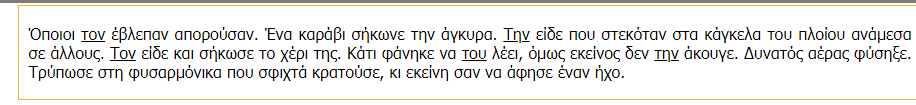 Όποιοι τον έβλεπαν απορούσαν. Ένα καράβι σήκωνε την άγκυρα. Την είδε που στεκόταν στα κάγκελα του πλοίου ανάμεσα
σε άλλους. Τον είδε και σήκωσε το χέρι της. Κάτι φάνηκε να του λέει, όμως εκείνος δεν την άκουγε. Δυνατός αέρας φύσηξε.
Τρύπωσε στη φυσαρμόνικα που σφιχτά κρατούσε, κι εκείνη σαν να άφησε έναν ήχο.